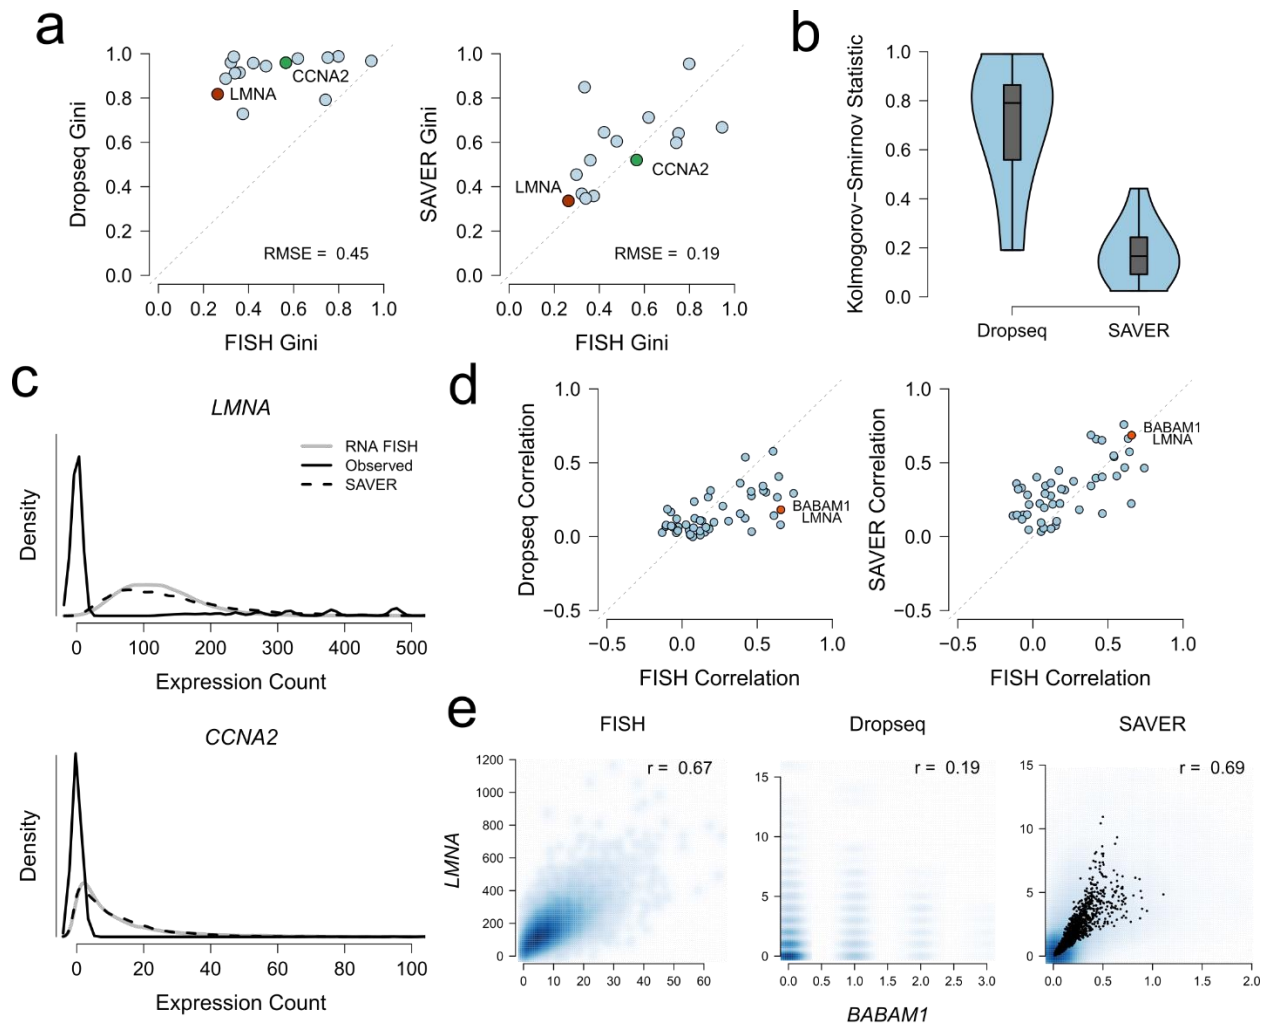 a
1.0
0.8
0.6
0.4
0.2
0.0
Dropseq Gini
LMNA
CCNA2
RMSE = 0.45
0.0 0.2 0.4 0.6 0.8 1.0
FISH Gini
1.0
0.8
0.6
0.4
0.2
0.0
SAVER Gini
LMNA
CCNA2
RMSE = 0.19
0.0 0.2 0.4 0.6 0.8 1.0
FISH Gini
b
Kolmogorov−Smirnov Statistic
1.0
0.8
0.6
0.4
0.2
0.0
Dropseq SAVER
c
LMNA
RNA FISH
Observed
SAVER
Density
0 100 200 300 400 500
Expression Count
CCNA2
Density
0 20 40 60 80 100
Expression Count
d
Dropseq Correlation
1.0
0.5
0.0
−0.5
BABAM1
LMNA
−0.5 0.0 0.5 1.0
FISH Correlation
SAVER Correlation
1.0
0.5
0.0
−0.5
BABAM1
LMNA
−0.5 0.0 0.5 1.0
FISH Correlation
e
FISH
r = 0.67
LMNA
1200
1000
800
600
400
200
0
0 10 20 30 40 50 60
Dropseq
r = 0.19
15
10
5
0
0.0 0.5 1.0 1.5 2.0 2.5 3.0
SAVER
r = 0.69
15
10
5
0
0.0 0.5 1.0 1.5 2.0
BABAM1